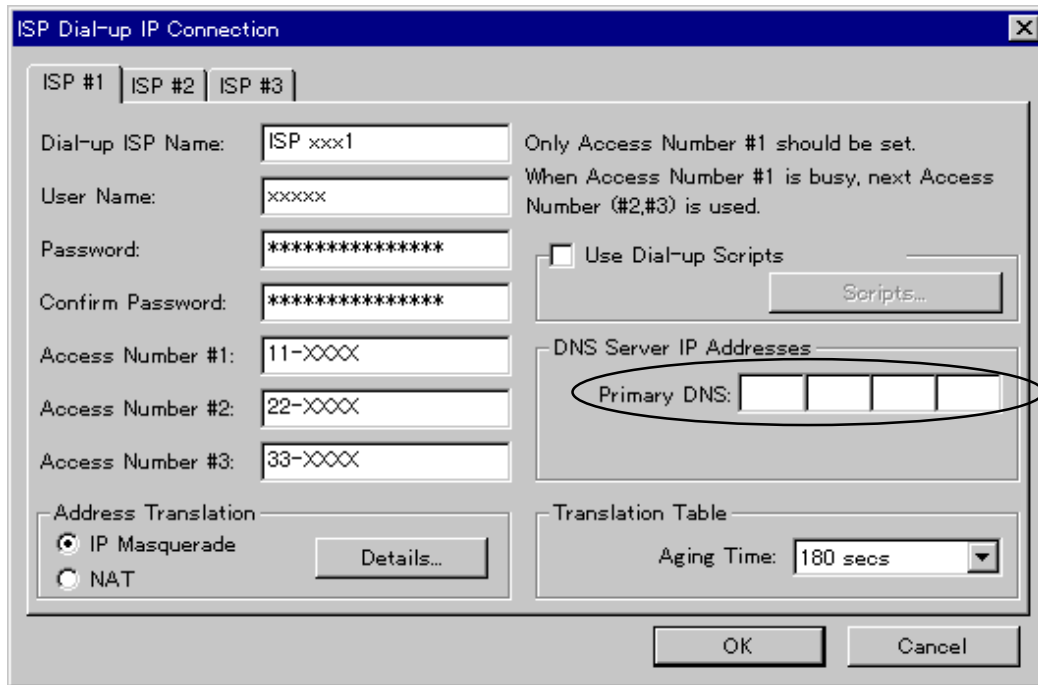 ISP Dial-up IP Connection
ISP #1
ISP #2
ISP #3
Dial-up ISP Name: ISP xxx1
User Name: xxxxx
Password: ***************
Confirm Password: ***************
Access Number #1: 11-XXXX
Access Number #2: 22-XXXX
Access Number #3: 33-XXXX
Address Translation
IP Masquerade
NAT
Details...
Only Access Number #1 should be set.
When Access Number #1 is busy, next Access
Number (#2,#3) is used.
Use Dial-up Scripts
Scripts...
DNS Server IP Addresses
Primary DNS:
Translation Table
Aging Time: 180 secs
OK
Cancel